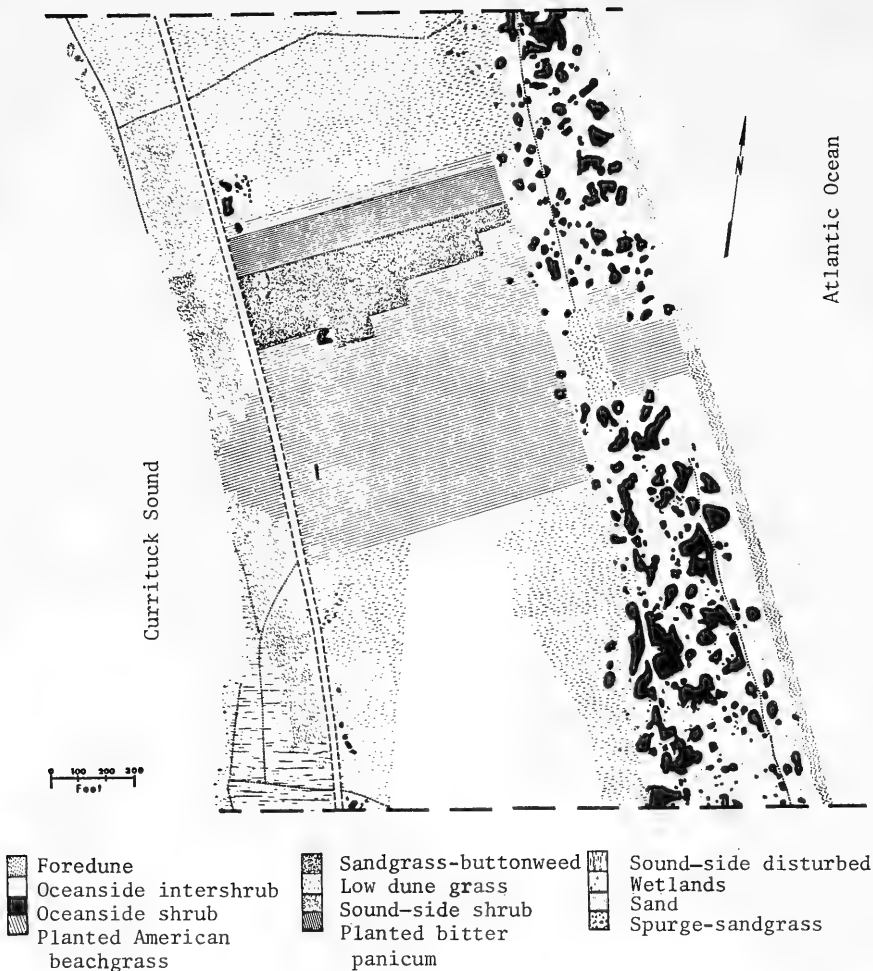 N
Atlantic Ocean
Currituck Sound
0 100 200 300
Feet
Foredune
Oceanside intershrub
Oceanside shrub
Planted American
beachgrass
Sandgrass-buttonweed
Low dune grass
Sound-side shrub
Planted bitter
panicum
Sound-side disturbed
Wetlands
Sand
Spurge-sandgrass